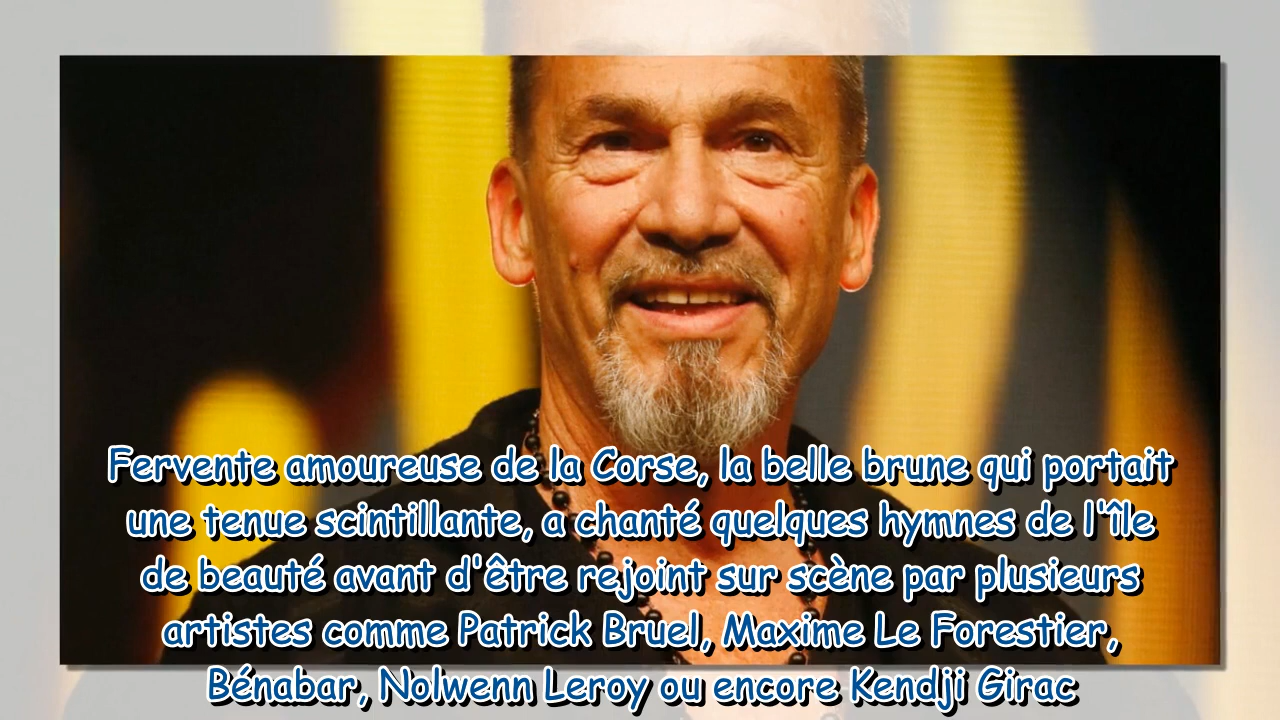 Fervente amoureuse de la Corse, la belle brune qui portait
une tenue scintillante, a chanté quelques hymnes de l'île
de beauté avant d'être rejoint sur scène par plusieurs
artistes comme Patrick Bruel, Maxime Le Forestier,
Bénabar, Nolwenn Leroy ou encore Kendji Girac